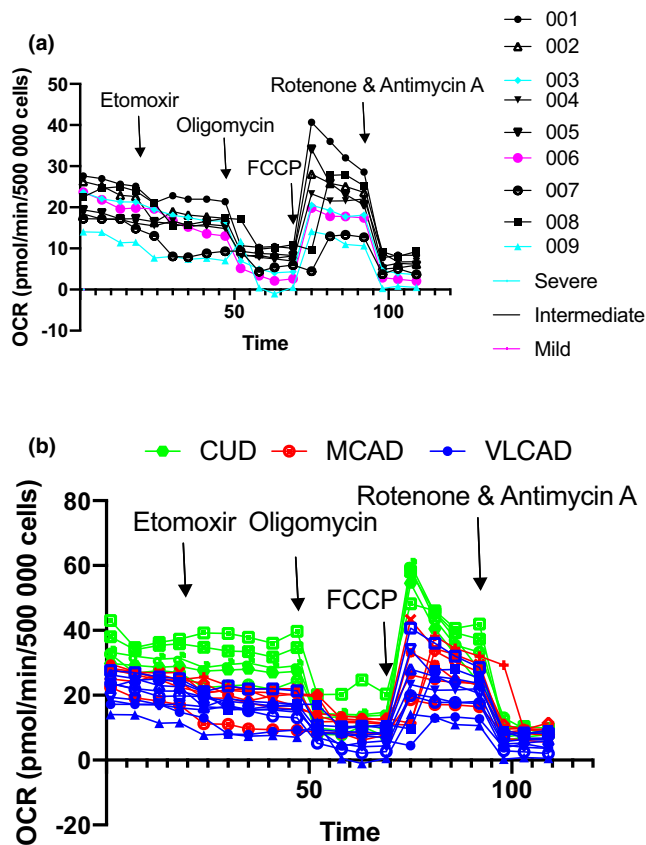 (a)
OCR (pmol/min/500 000 cells)
50
40
30
20
10
0
-10
50
100
Time
Etomoxir
Oligomycin
FCCP
Rotenone & Antimycin A
001
002
003
004
005
006
007
008
009
Severe
Intermediate
Mild
(b)
CUD MCAD VLCAD
OCR (pmol/min/500 000 cells)
80
60
40
20
0
-20
50
100
Time
Etomoxir
Oligomycin
FCCP
Rotenone & Antimycin A